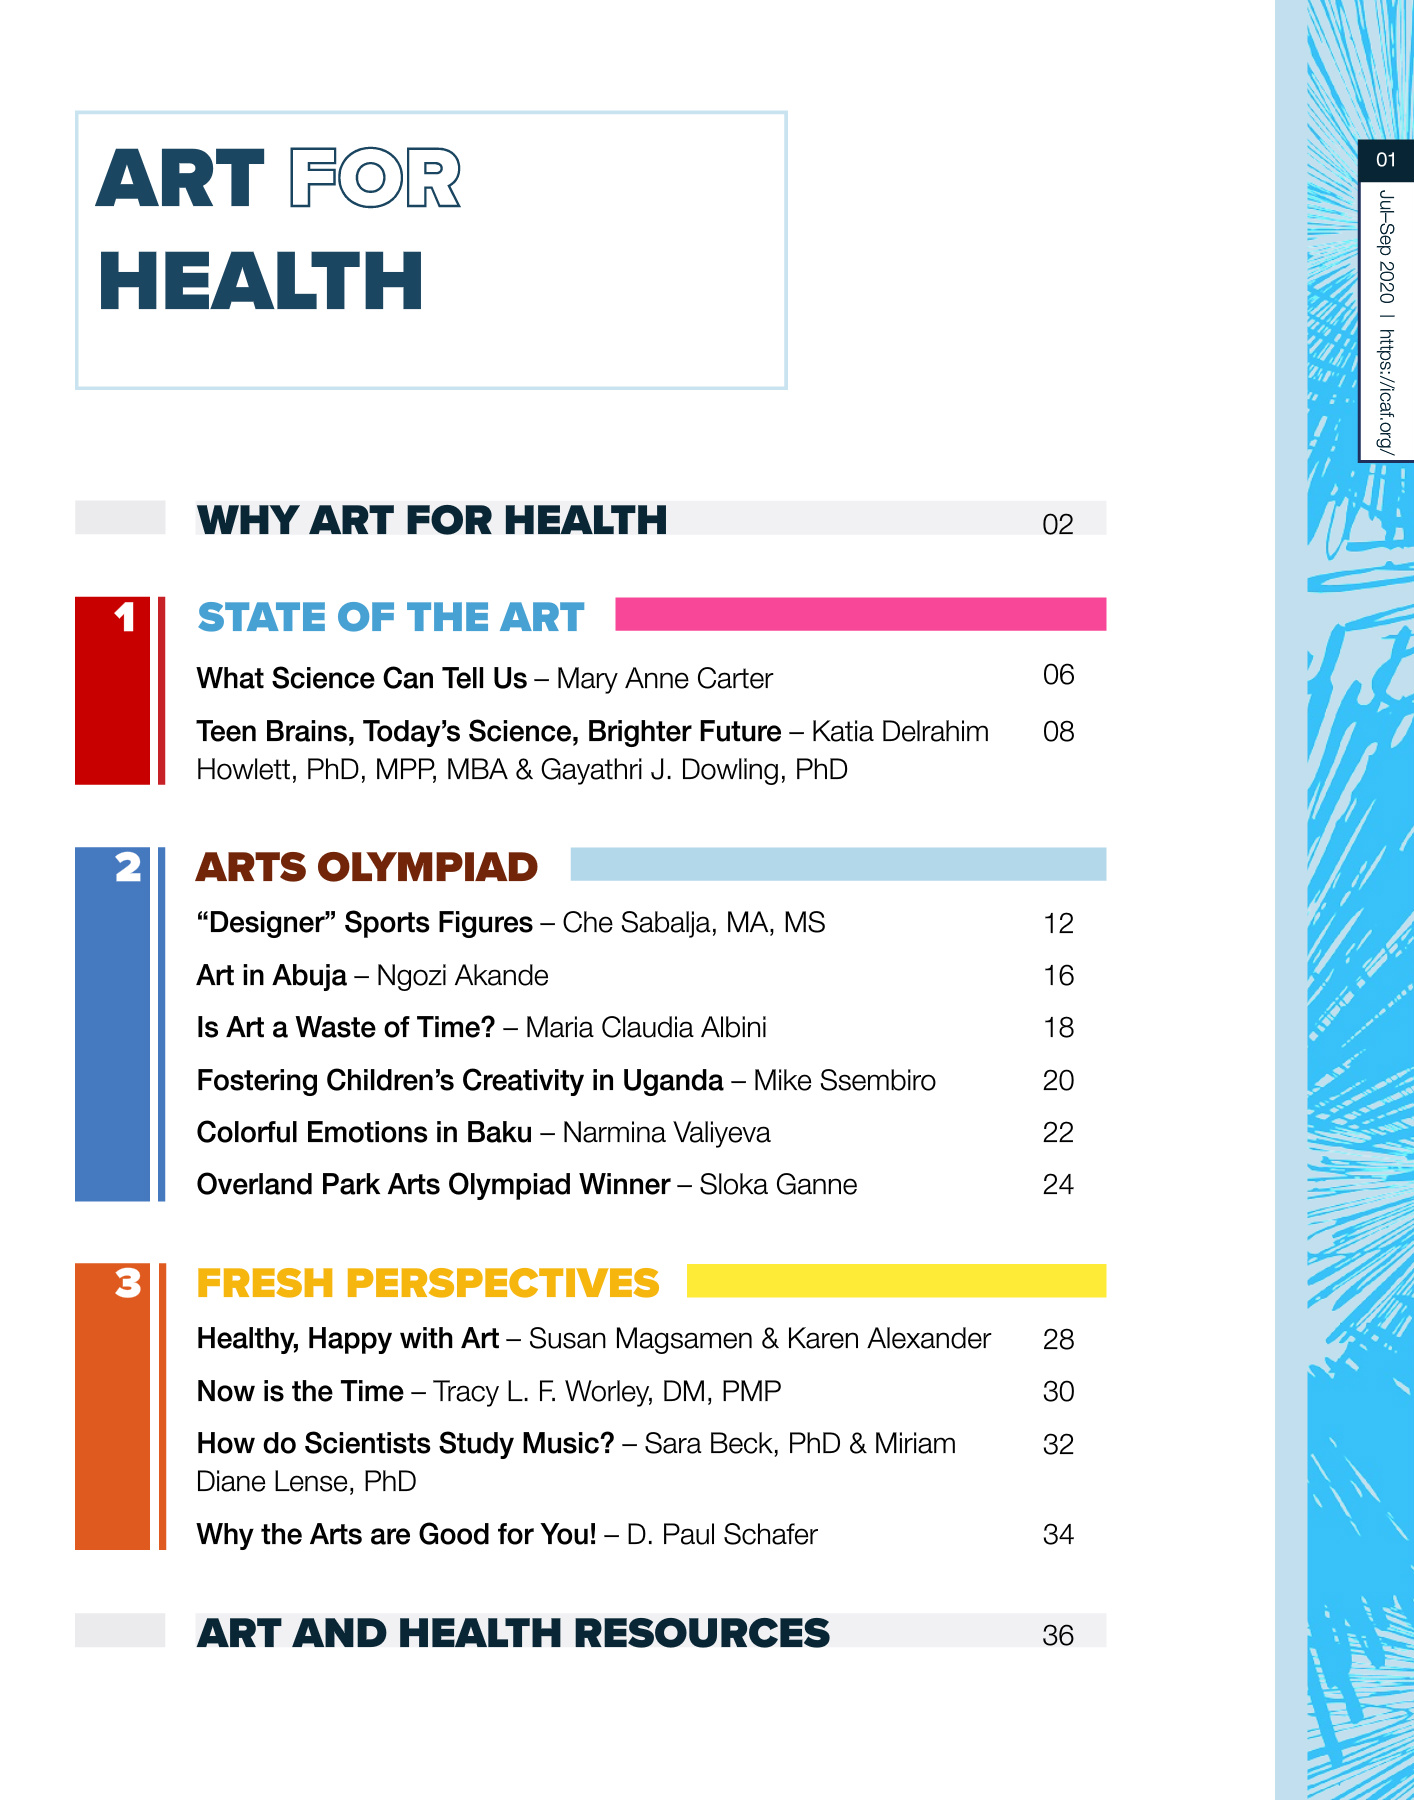 ART FOR
HEALTH
01
Jul–Sep 2020 | https://icaf.org/
WHY ART FOR HEALTH 02
1 STATE OF THE ART
What Science Can Tell Us – Mary Anne Carter 06
Teen Brains, Today’s Science, Brighter Future – Katia Delrahim 08
Howlett, PhD, MPP, MBA & Gayathri J. Dowling, PhD
2 ARTS OLYMPIAD
“Designer” Sports Figures – Che Sabalja, MA, MS 12
Art in Abuja – Ngozi Akande 16
Is Art a Waste of Time? – Maria Claudia Albini 18
Fostering Children’s Creativity in Uganda – Mike Ssembiro 20
Colorful Emotions in Baku – Narmina Valiyeva 22
Overland Park Arts Olympiad Winner – Sloka Ganne 24
3 FRESH PERSPECTIVES
Healthy, Happy with Art – Susan Magsamen & Karen Alexander 28
Now is the Time – Tracy L. F. Worley, DM, PMP 30
How do Scientists Study Music? – Sara Beck, PhD & Miriam 32
Diane Lense, PhD
Why the Arts are Good for You! – D. Paul Schafer 34
ART AND HEALTH RESOURCES 36